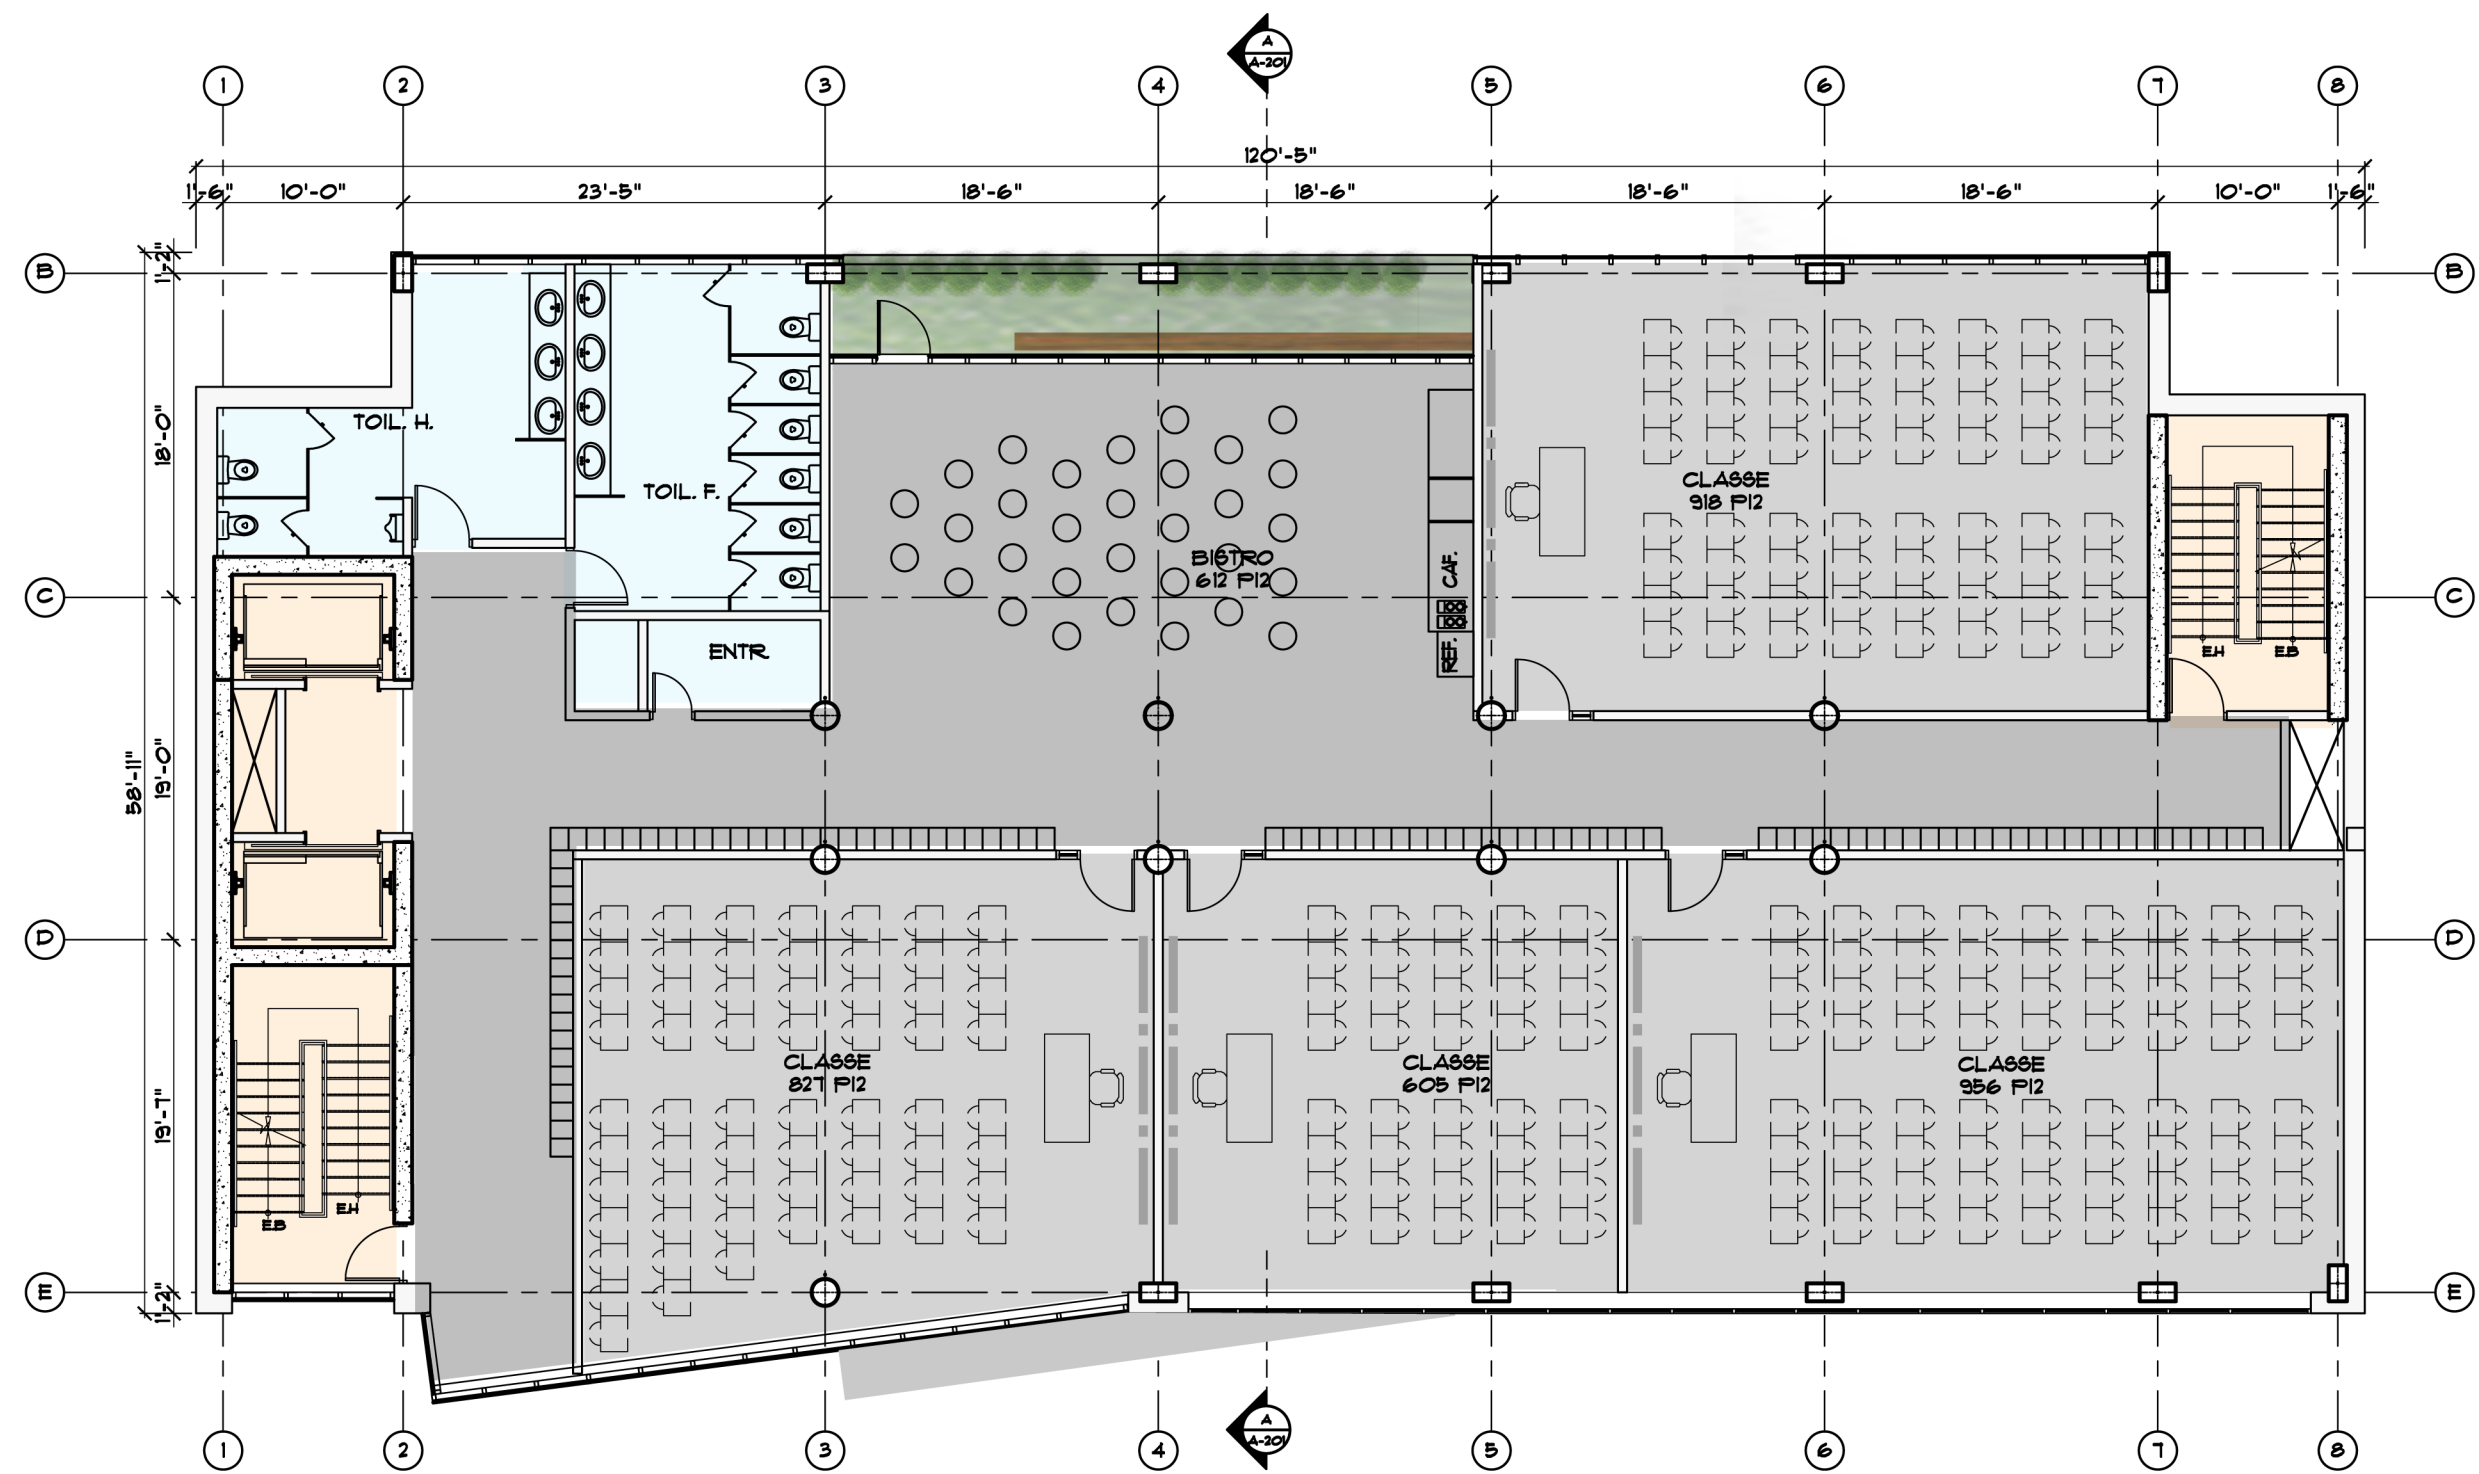 A
A-201
1 2 3 4 5 6 7 8
120'-5"
1'-6" 10'-0" 23'-5" 18'-6" 18'-6" 18'-6" 18'-6" 10'-0" 1'-6"
1'-2"
B B
TOIL. H.
18'-0"
TOIL. F.
CLASSE
918 PI2
BISTRO
612 PI2
CAF.
C C
REF.
ENTR.
E.H E.B
19'-0"
58'-11"
D D
CLASSE
827 PI2
CLASSE
605 PI2
CLASSE
956 PI2
19'-7"
E.B E.H
E E
1'-2"
A
A-201
1 2 3 4 5 6 7 8